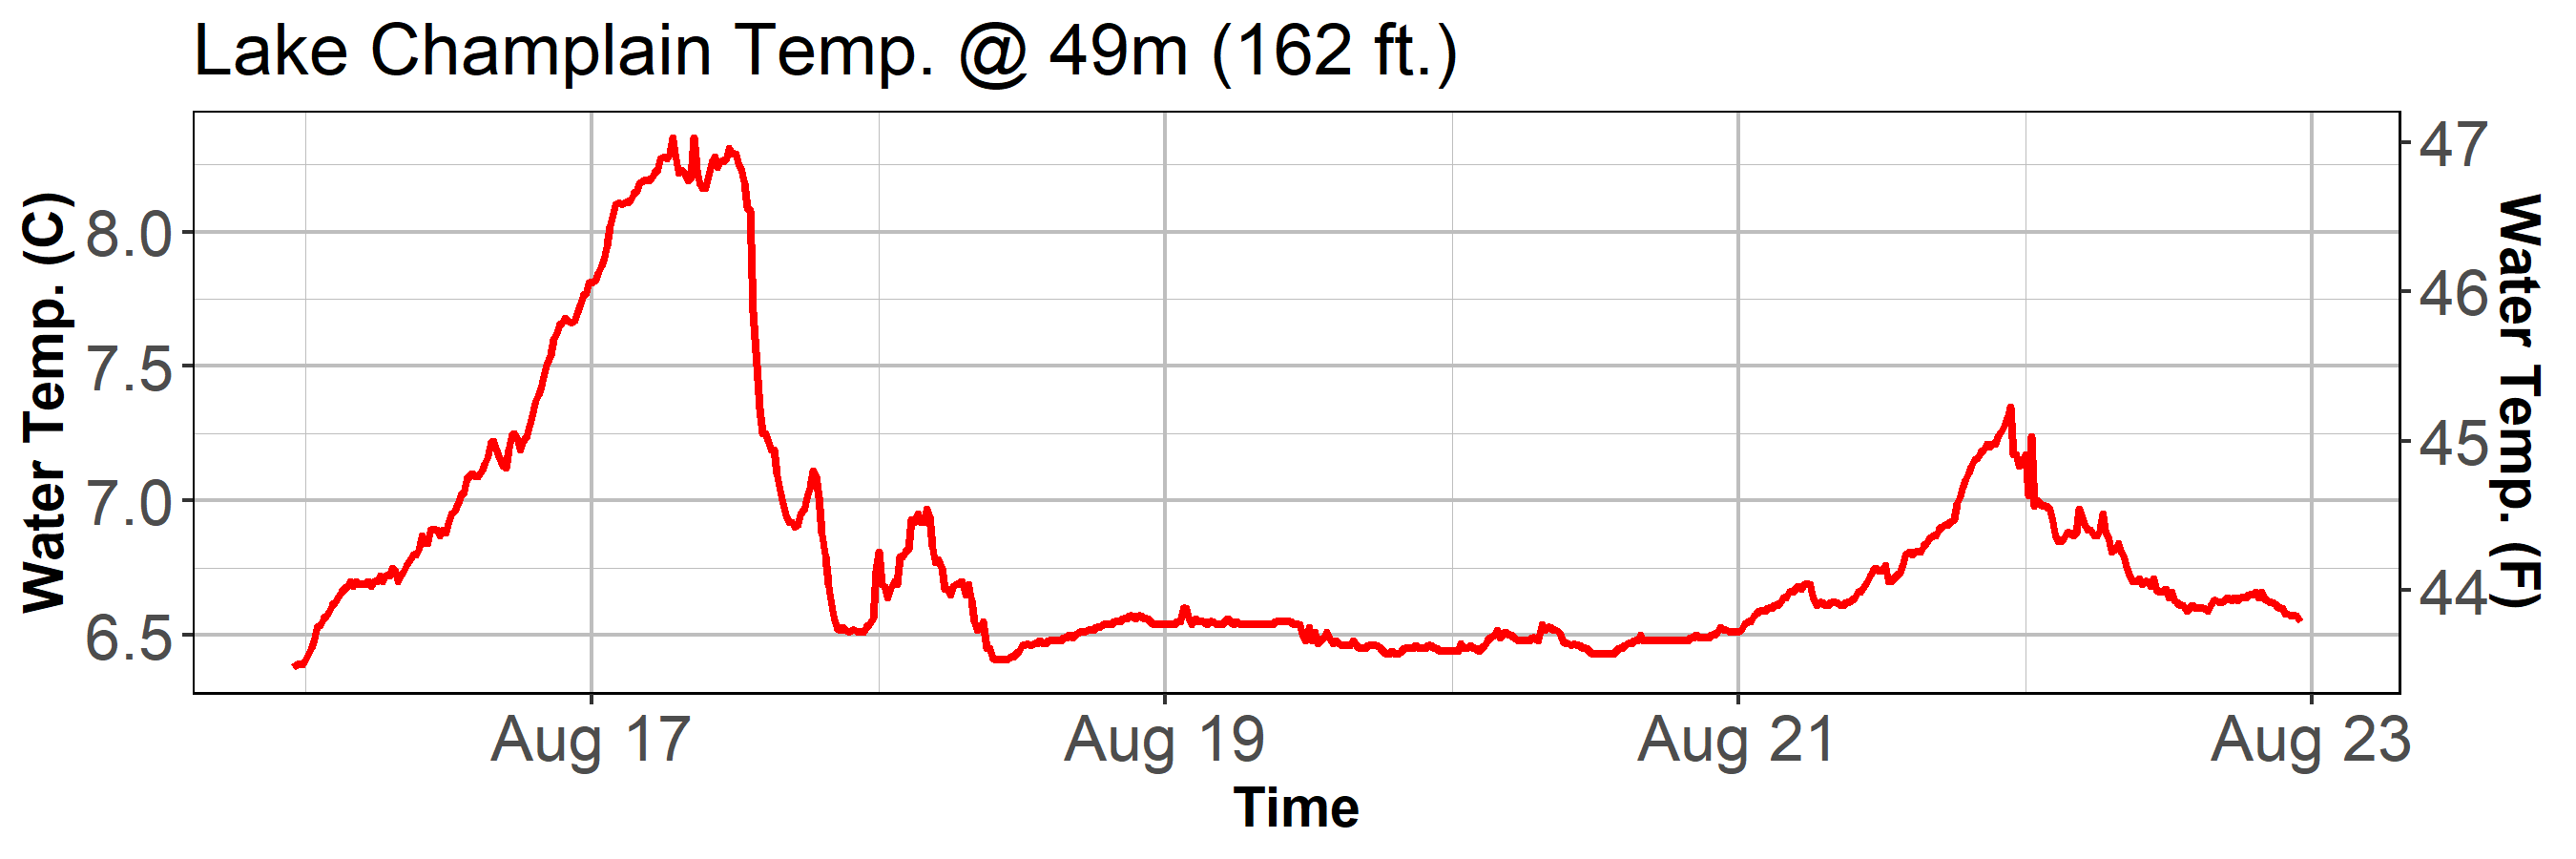 Lake Champlain Temp. @ 49m (162 ft.)
Water Temp. (C)
8.0
7.5
7.0
6.5
47
46
45
44
Water Temp. (F)
Aug 17
Aug 19
Aug 21
Aug 23
Time